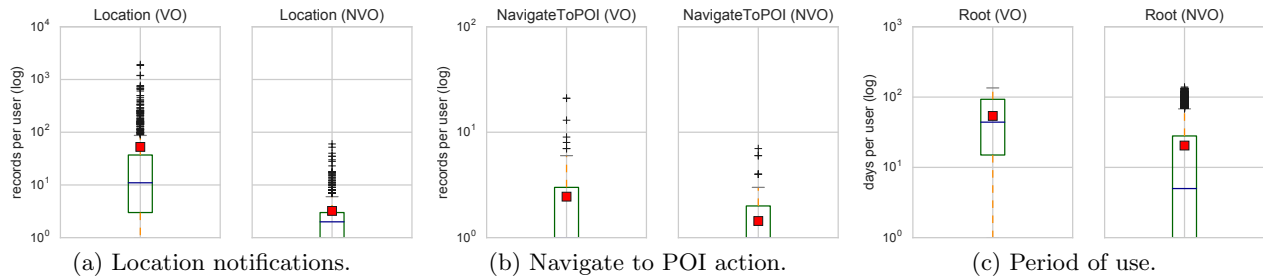 Location (VO)
Location (NVO)
records per user (log)
10^4
10^3
10^2
10^1
10^0
(a) Location notifications.
NavigateToPOI (VO)
NavigateToPOI (NVO)
records per user (log)
10^2
10^1
10^0
(b) Navigate to POI action.
Root (VO)
Root (NVO)
days per user (log)
10^3
10^2
10^1
10^0
(c) Period of use.